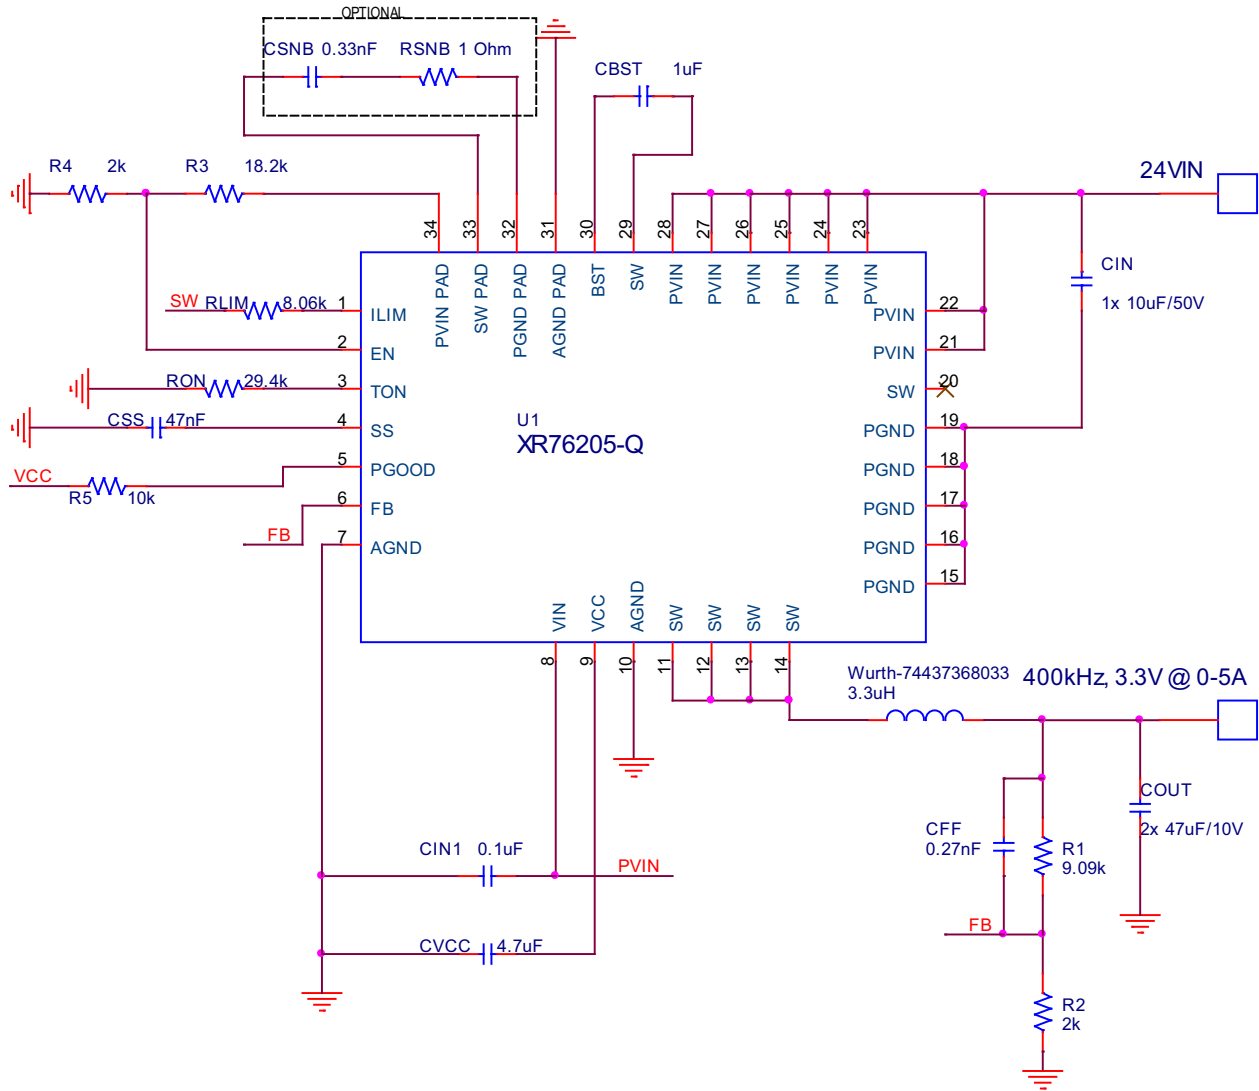 OPTIONAL
CSNB 0.33nF RSNB 1 Ohm
CBST 1uF
R4 2k R3 18.2k
24VIN
34 33 32 31 30 29 28 27 26 25 24 23
PVIN PAD SW PAD PGND PAD AGND PAD BST SW PVIN PVIN PVIN PVIN PVIN PVIN
CIN
1x 10uF/50V
SW RLIM 8.06k 1 ILIM
PVIN 22
2 EN
PVIN 21
RON 29.4k 3 TON
SW 20
CSS 47nF 4 SS
U1
XR76205-Q
PGND 19
VCC R5 10k 5 PGOOD
PGND 18
FB 6 FB
PGND 17
7 AGND
PGND 16
PGND 15
VIN VCC AGND SW SW SW SW
8 9 10 11 12 13 14
Wurth-74437368033
3.3uH
400kHz, 3.3V @ 0-5A
COUT
2x 47uF/10V
CFF
0.27nF
R1
9.09k
CIN1 0.1uF PVIN
FB
CVCC 4.7uF
R2
2k